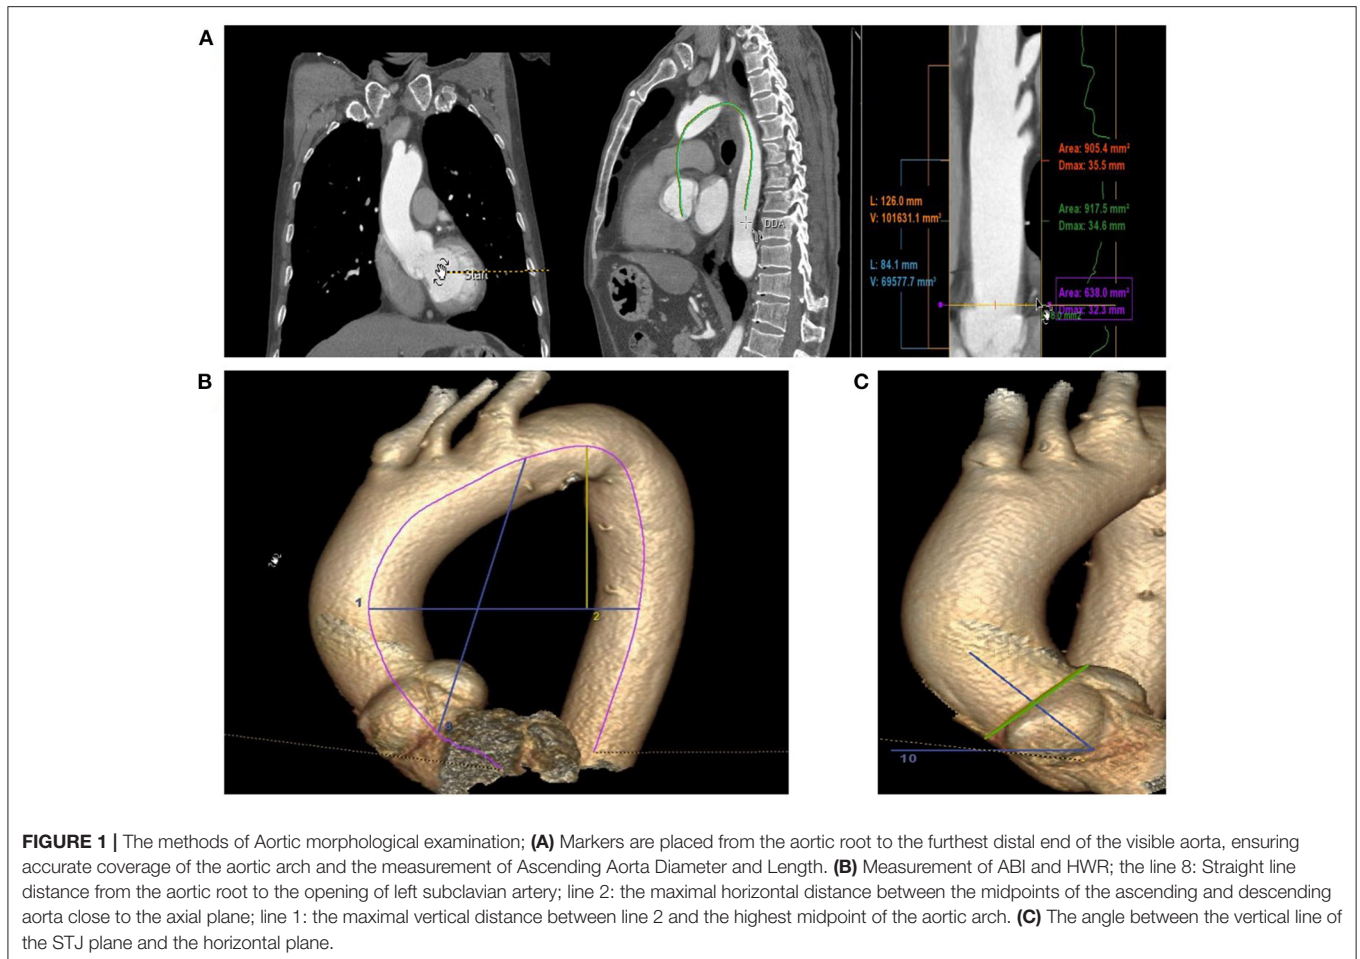 A
Start
DDA
L: 126.0 mm
V: 101631.1 mm³
L: 84.1 mm
V: 69577.7 mm³
Area: 905.4 mm²
Dmax: 35.5 mm
Area: 917.5 mm²
Dmax: 34.6 mm
Area: 638.0 mm²
Dmax: 32.3 mm
B
1
2
8
C
10
FIGURE 1 | The methods of Aortic morphological examination; (A) Markers are placed from the aortic root to the furthest distal end of the visible aorta, ensuring
accurate coverage of the aortic arch and the measurement of Ascending Aorta Diameter and Length. (B) Measurement of ABI and HWR; the line 8: Straight line
distance from the aortic root to the opening of left subclavian artery; line 2: the maximal horizontal distance between the midpoints of the ascending and descending
aorta close to the axial plane; line 1: the maximal vertical distance between line 2 and the highest midpoint of the aortic arch. (C) The angle between the vertical line of
the STJ plane and the horizontal plane.